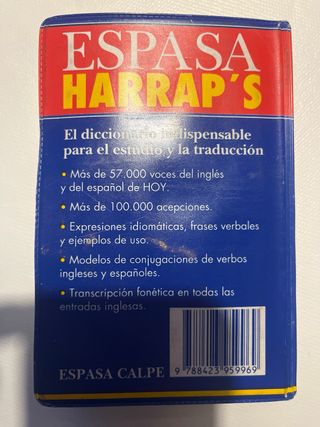 ESPASA
HARRAP'S
El diccionario indispensable
para el estudio y la traducción
• Más de 57.000 voces del inglés
y del español de HOY.
• Más de 100.000 acepciones.
• Expresiones idiomáticas, frases verbales
y ejemplos de uso.
• Modelos de conjugaciones de verbos
ingleses y españoles.
• Transcripción fonética en todas las
entradas inglesas.
ESPASA CALPE
9 788423 959969